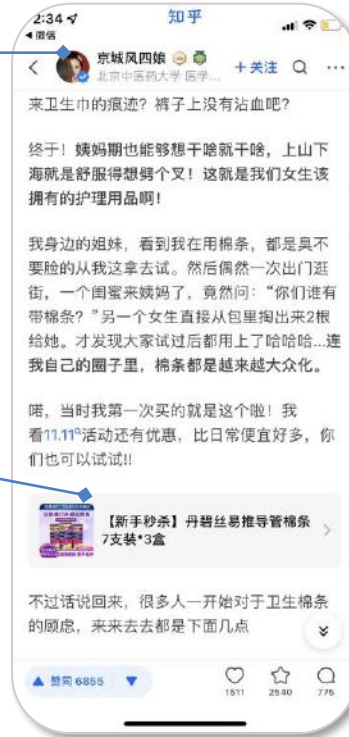 2:34
知乎
微信
京城风四娘
北京中医药大学 医学...
+关注
来卫生巾的痕迹？裤子上没有沾血吧？
终于！姨妈期也能够想干啥就干啥，上山下
海就是舒服得想劈个叉！这就是我们女生该
拥有的护理用品啊！
我身边的姐妹，看到我在用棉条，都是臭不
要脸的从我这拿去试。然后偶然一次出门逛
街，一个闺蜜来姨妈了，竟然问：“你们谁有
带棉条？”另一个女生直接从包里掏出来2根
给她。才发现大家试过后都用上了哈哈哈...连
我自己的圈子里，棉条都是越来越大众化。
喏，当时我第一次买的就是这个啦！我
看11.11活动还有优惠，比日常便宜好多，你
们也可以试试!!
【新手秒杀】丹碧丝易推导管棉条
7支装*3盒
不过话说回来，很多人一开始对于卫生棉条
的顾虑，来来去去都是下面几点
赞同 6855
1511
2540
776